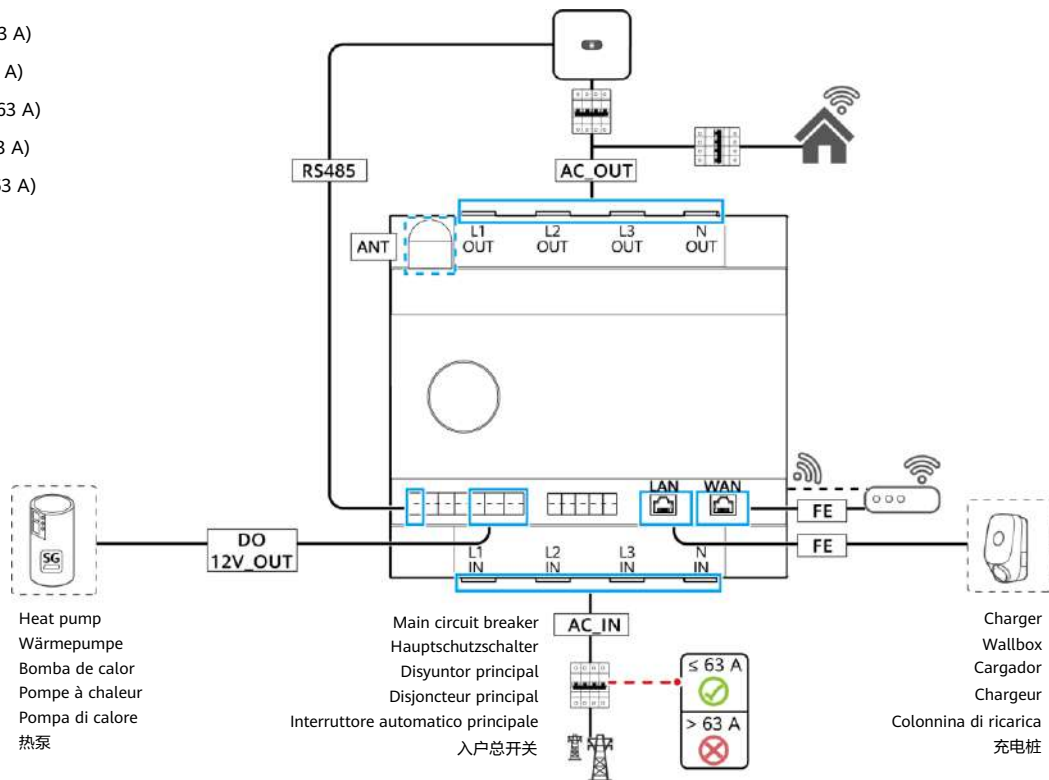 3 A)
A)
63 A)
3 A)
63 A)
RS485
AC_OUT
ANT
L1 OUT
L2 OUT
L3 OUT
N OUT
LAN
WAN
FE
FE
DO
12V_OUT
SG
L1 IN
L2 IN
L3 IN
N IN
AC_IN
Heat pump
Wärmepumpe
Bomba de calor
Pompe à chaleur
Pompa di calore
热泵
Main circuit breaker
Hauptschutzschalter
Disyuntor principal
Disjoncteur principal
Interruttore automatico principale
入户总开关
≤ 63 A
> 63 A
Charger
Wallbox
Cargador
Chargeur
Colonnina di ricarica
充电桩